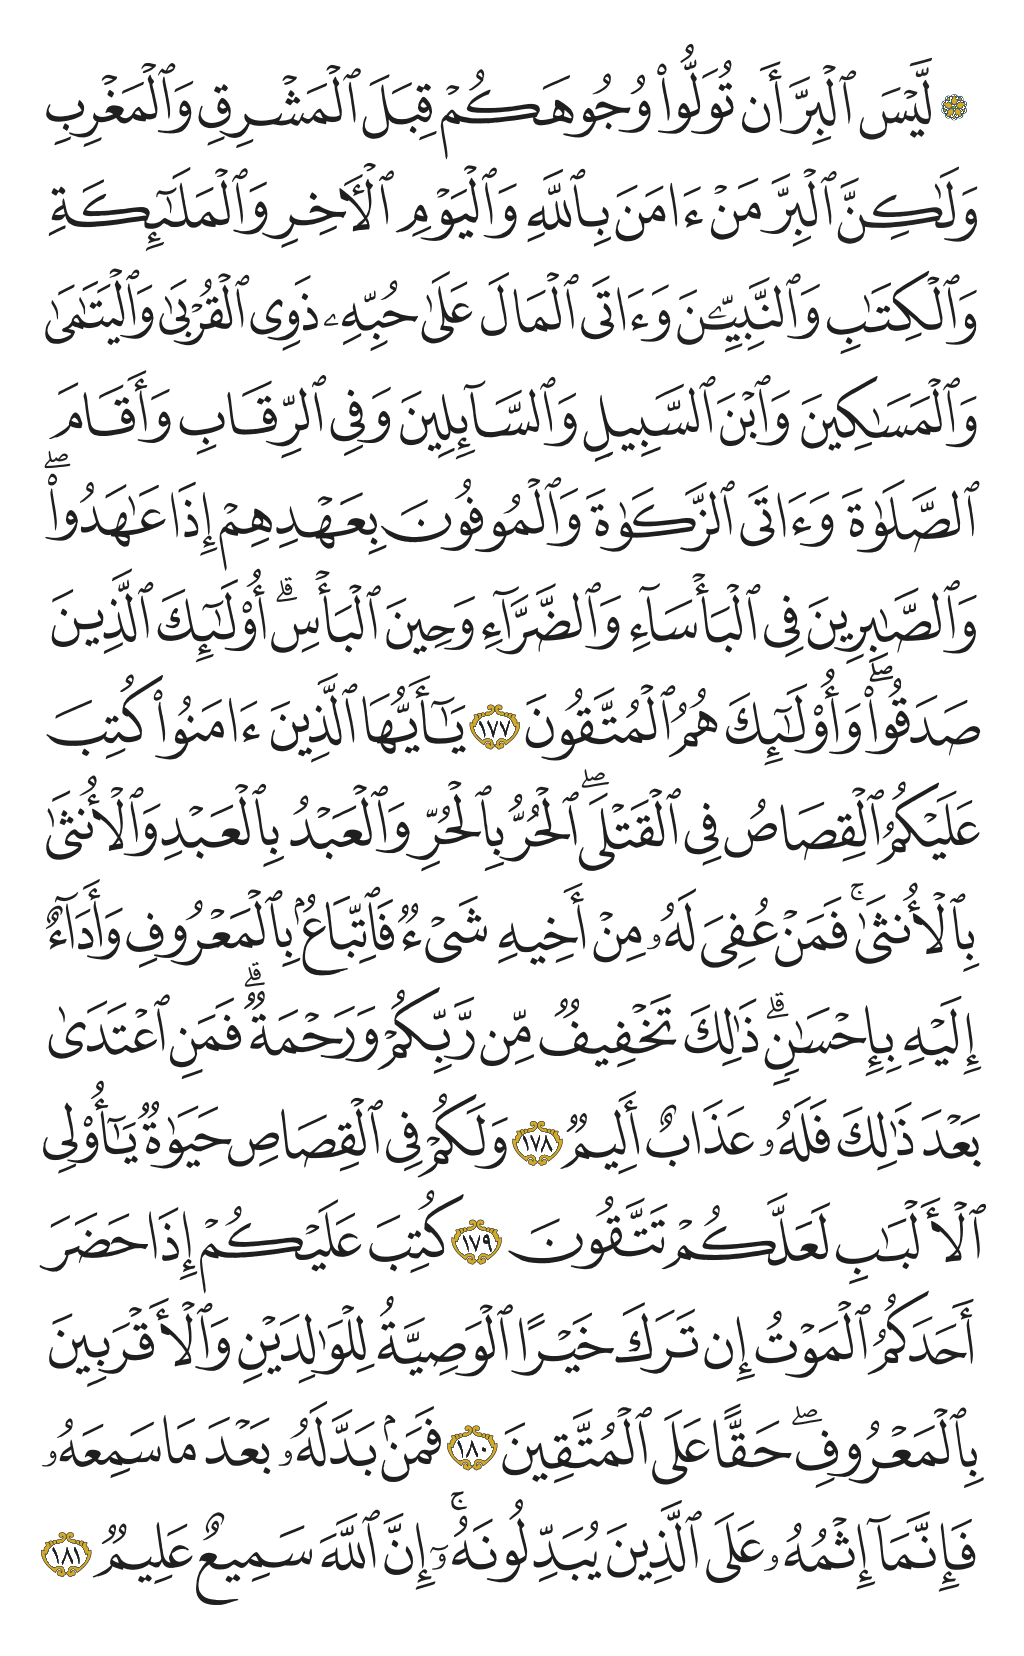 ۞ لَّيْسَ ٱلْبِرَّ أَن تُوَلُّوا۟ وُجُوهَكُمْ قِبَلَ ٱلْمَشْرِقِ وَٱلْمَغْرِبِ
وَلَٰكِنَّ ٱلْبِرَّ مَنْ ءَامَنَ بِٱللَّهِ وَٱلْيَوْمِ ٱلْأَخِرِ وَٱلْمَلَٰٓئِكَةِ
وَٱلْكِتَٰبِ وَٱلنَّبِيِّۦنَ وَءَاتَى ٱلْمَالَ عَلَىٰ حُبِّهِۦ ذَوِى ٱلْقُرْبَىٰ وَٱلْيَتَٰمَىٰ
وَٱلْمَسَٰكِينَ وَٱبْنَ ٱلسَّبِيلِ وَٱلسَّآئِلِينَ وَفِى ٱلرِّقَابِ وَأَقَامَ
ٱلصَّلَوٰةَ وَءَاتَى ٱلزَّكَوٰةَ وَٱلْمُوفُونَ بِعَهْدِهِمْ إِذَا عَٰهَدُوا۟ۖ
وَٱلصَّٰبِرِينَ فِى ٱلْبَأْسَآءِ وَٱلضَّرَّآءِ وَحِينَ ٱلْبَأْسِۗ أُو۟لَٰٓئِكَ ٱلَّذِينَ
صَدَقُوا۟ۖ وَأُو۟لَٰٓئِكَ هُمُ ٱلْمُتَّقُونَ ١٧٧ يَٰٓأَيُّهَا ٱلَّذِينَ ءَامَنُوا۟ كُتِبَ
عَلَيْكُمُ ٱلْقِصَاصُ فِى ٱلْقَتْلَىۖ ٱلْحُرُّ بِٱلْحُرِّ وَٱلْعَبْدُ بِٱلْعَبْدِ وَٱلْأُنثَىٰ
بِٱلْأُنثَىٰۚ فَمَنْ عُفِىَ لَهُۥ مِنْ أَخِيهِ شَىْءٌ فَٱتِّبَاعٌۢ بِٱلْمَعْرُوفِ وَأَدَآءٌ
إِلَيْهِ بِإِحْسَٰنٍۗ ذَٰلِكَ تَخْفِيفٌ مِّن رَّبِّكُمْ وَرَحْمَةٌۗ فَمَنِ ٱعْتَدَىٰ
بَعْدَ ذَٰلِكَ فَلَهُۥ عَذَابٌ أَلِيمٌ ١٧٨ وَلَكُمْ فِى ٱلْقِصَاصِ حَيَوٰةٌ يَٰٓأُو۟لِى
ٱلْأَلْبَٰبِ لَعَلَّكُمْ تَتَّقُونَ ١٧٩ كُتِبَ عَلَيْكُمْ إِذَا حَضَرَ
أَحَدَكُمُ ٱلْمَوْتُ إِن تَرَكَ خَيْرًا ٱلْوَصِيَّةُ لِلْوَٰلِدَيْنِ وَٱلْأَقْرَبِينَ
بِٱلْمَعْرُوفِۖ حَقًّا عَلَى ٱلْمُتَّقِينَ ١٨٠ فَمَنۢ بَدَّلَهُۥ بَعْدَ مَا سَمِعَهُۥ
فَإِنَّمَآ إِثْمُهُۥ عَلَى ٱلَّذِينَ يُبَدِّلُونَهُۥٓۚ إِنَّ ٱللَّهَ سَمِيعٌ عَلِيمٌ ١٨١